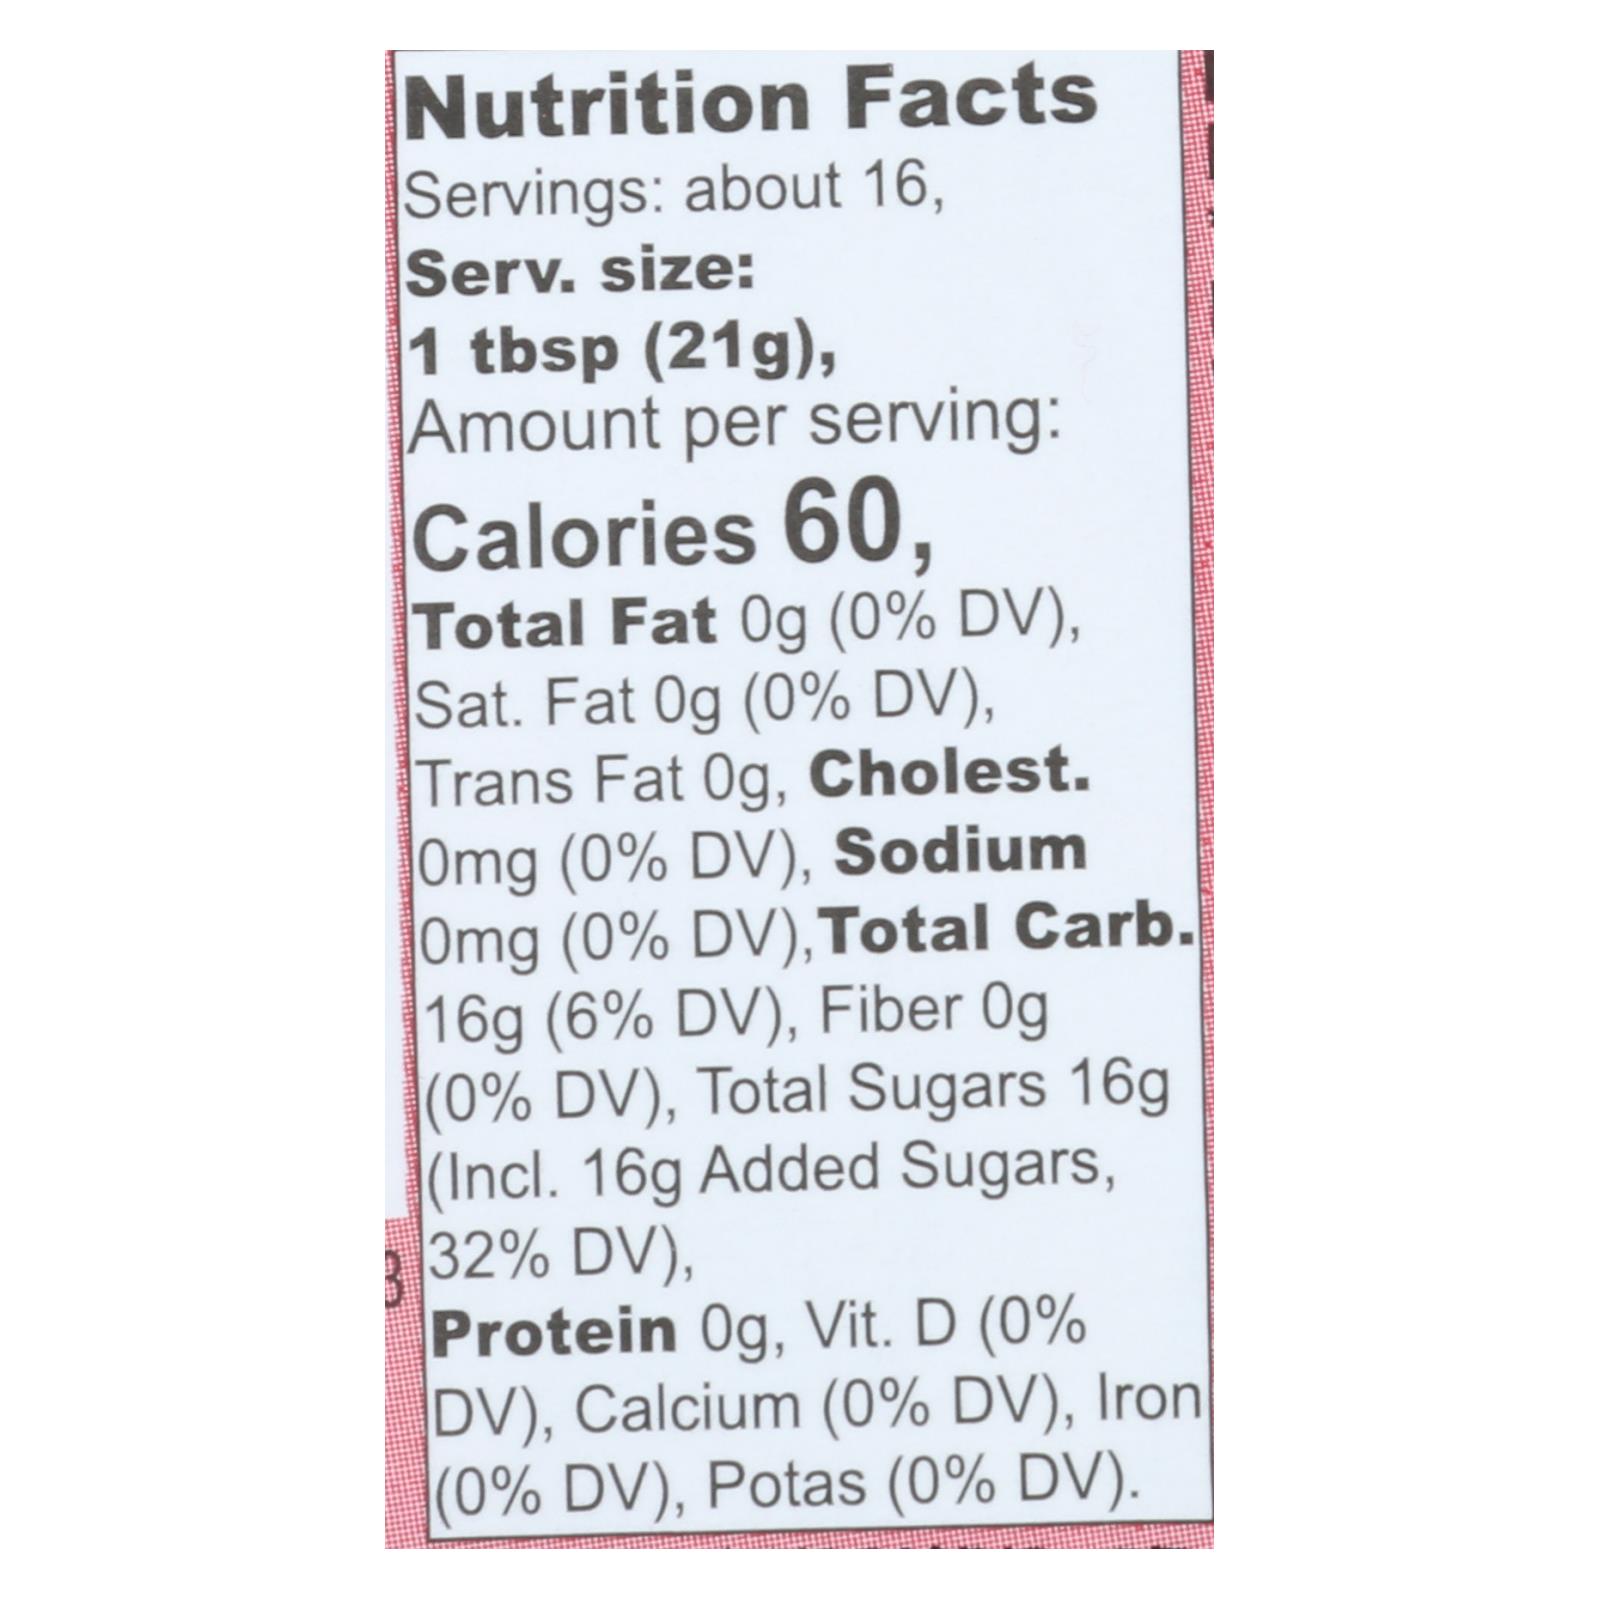 Nutrition Facts
Servings: about 16,
Serv. size:
1 tbsp (21g),
Amount per serving:
Calories 60,
Total Fat 0g (0% DV),
Sat. Fat 0g (0% DV),
Trans Fat 0g, Cholest.
0mg (0% DV), Sodium
0mg (0% DV),Total Carb.
16g (6% DV), Fiber 0g
(0% DV), Total Sugars 16g
(Incl. 16g Added Sugars,
32% DV),
Protein 0g, Vit. D (0%
DV), Calcium (0% DV), Iron
(0% DV), Potas (0% DV).